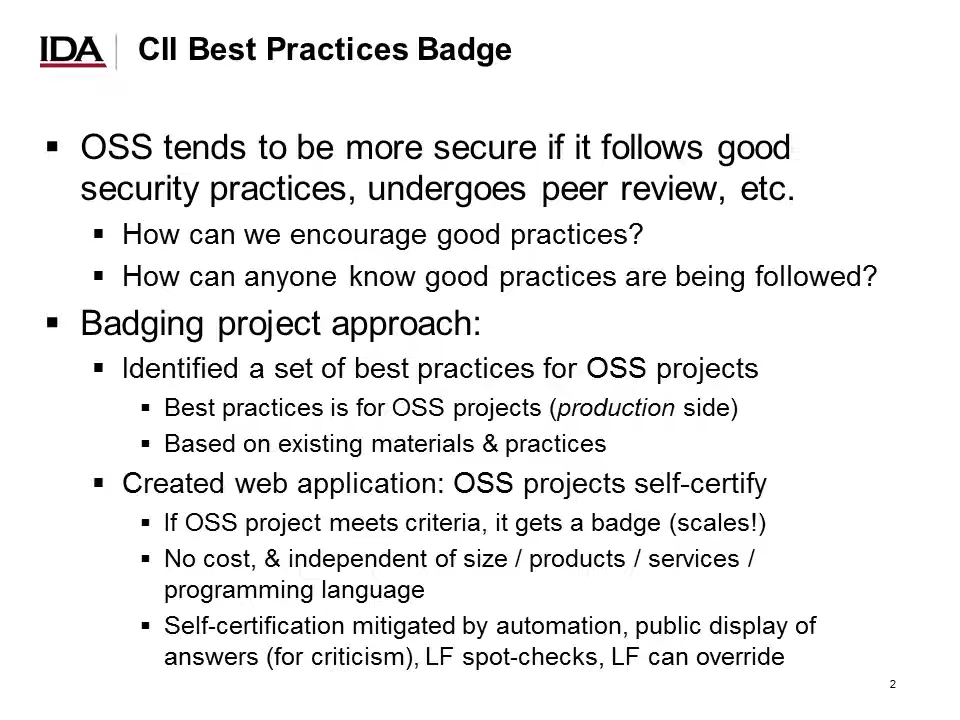 IDA
CII Best Practices Badge
▪ OSS tends to be more secure if it follows good
security practices, undergoes peer review, etc.
▪ How can we encourage good practices?
▪ How can anyone know good practices are being followed?
▪ Badging project approach:
▪ Identified a set of best practices for OSS projects
▪ Best practices is for OSS projects (production side)
▪ Based on existing materials & practices
▪ Created web application: OSS projects self-certify
▪ If OSS project meets criteria, it gets a badge (scales!)
▪ No cost, & independent of size / products / services /
programming language
▪ Self-certification mitigated by automation, public display of
answers (for criticism), LF spot-checks, LF can override
2